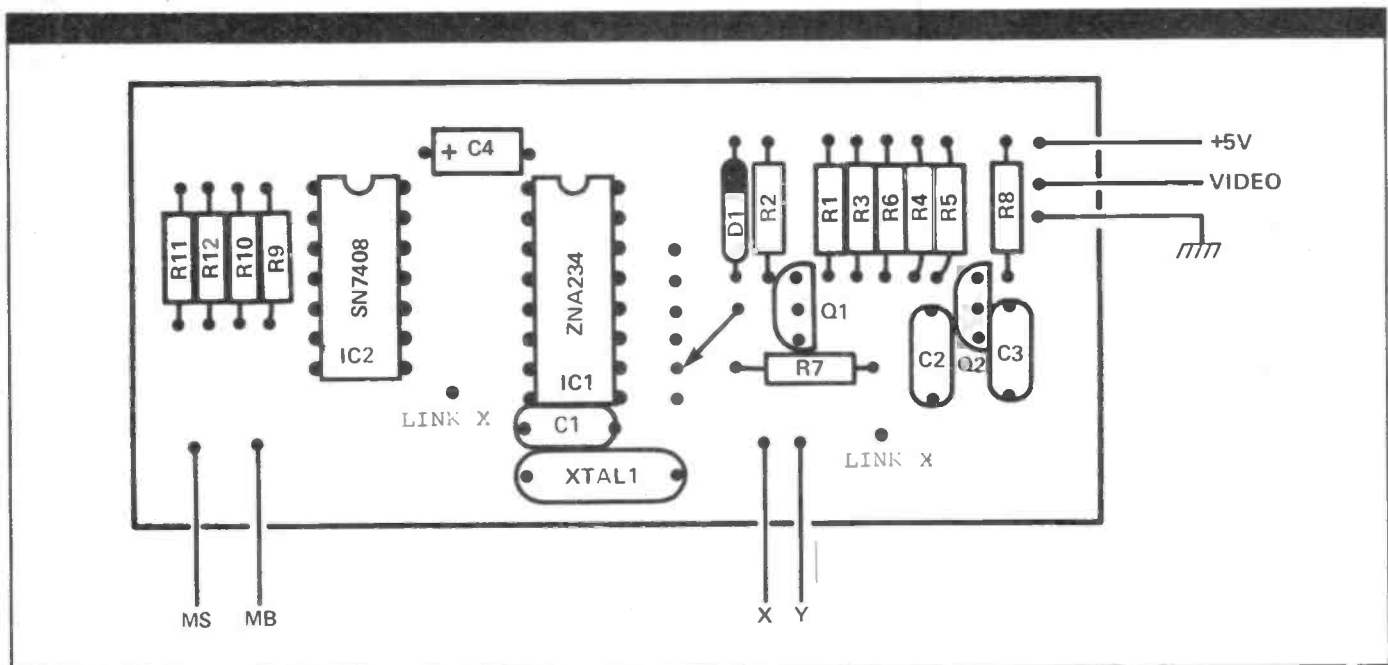 + C4
+5V
VIDEO
R11
R12
R10
R9
SN7408
IC2
ZNA234
IC1
D1
R2
R1
R3
R6
R4
R5
R8
Q1
R7
C2
Q2
C3
LINK X
C1
XTAL1
LINK X
MS
MB
X
Y